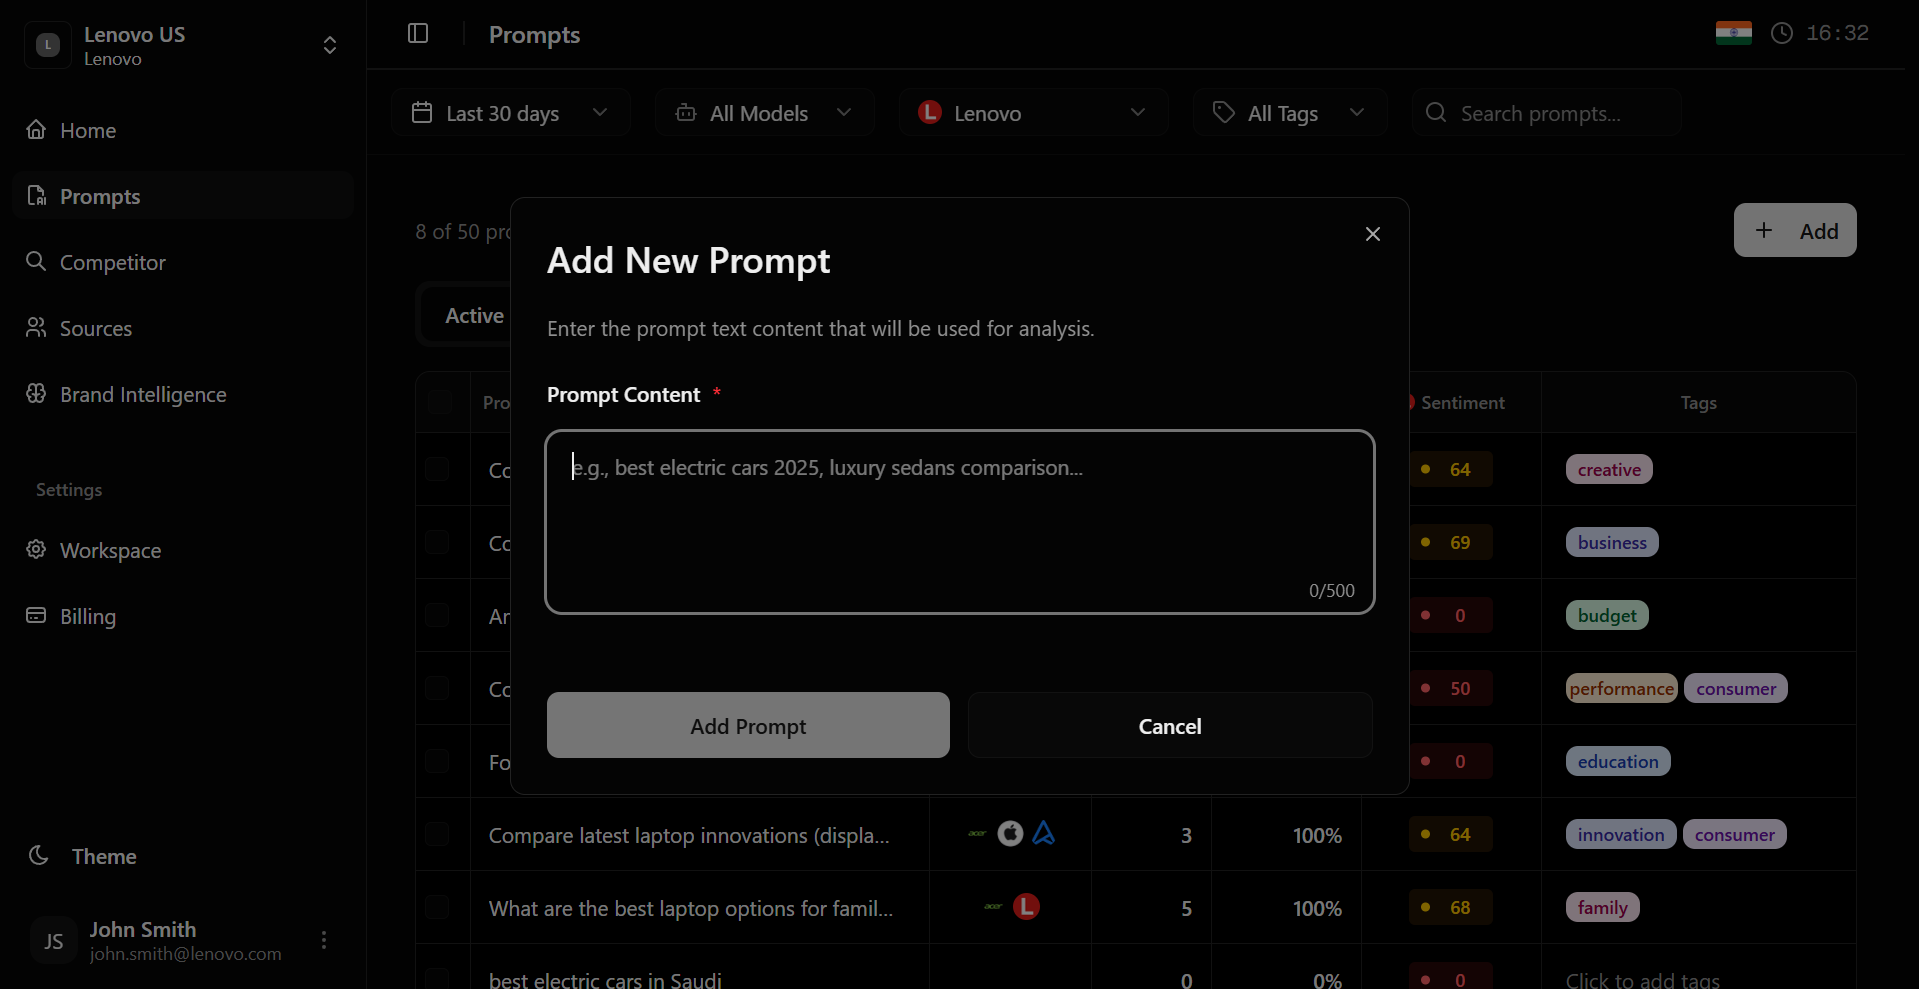 L
Lenovo US
Lenovo
Home
Prompts
Competitor
Sources
Brand Intelligence
Settings
Workspace
Billing
Theme
JS
John Smith
john.smith@lenovo.com
Prompts
16:32
Last 30 days
All Models
L Lenovo
All Tags
Search prompts...
8 of 50 pro
+ Add
Active
Add New Prompt
Enter the prompt text content that will be used for analysis.
Prompt Content *
e.g., best electric cars 2025, luxury sedans comparison...
0/500
Add Prompt
Cancel
Pro
Sentiment
Tags
Co
64
creative
Co
69
business
Ar
0
budget
Co
50
performance consumer
Fo
0
education
Compare latest laptop innovations (displa...
acer
3
100%
64
innovation consumer
What are the best laptop options for famil...
acer L
5
100%
68
family
best electric cars in Saudi
0
0%
0
Click to add tags